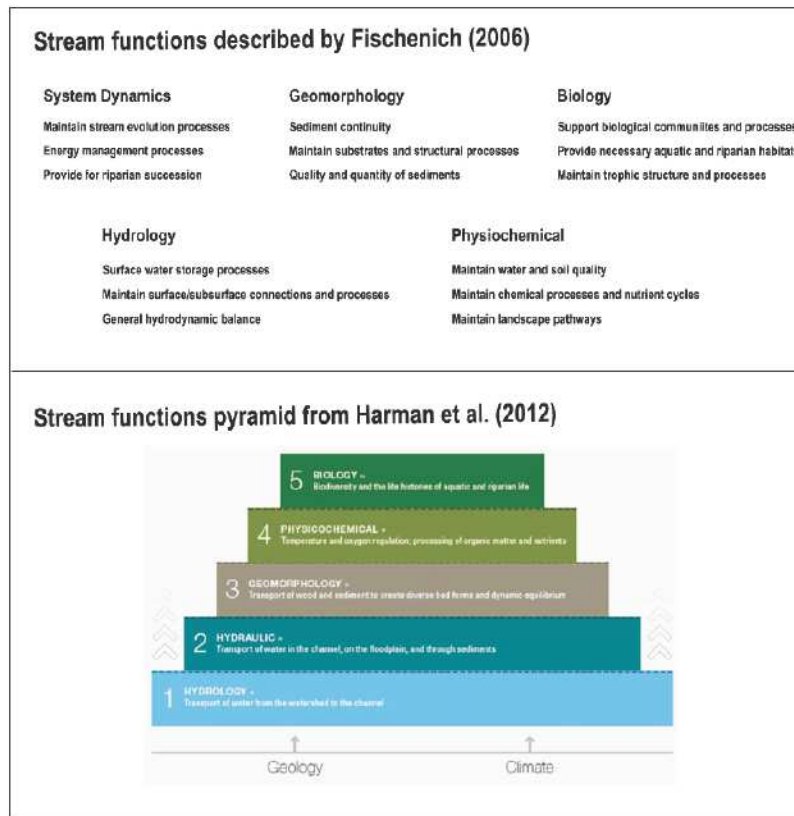 Stream functions described by Fischenich (2006)
System Dynamics
Maintain stream evolution processes
Energy management processes
Provide for riparian succession
Geomorphology
Sediment continuity
Maintain substrates and structural processes
Quality and quantity of sediments
Biology
Support biological communiites and processes
Provide necessary aquatic and riparian habitat
Maintain trophic structure and processes
Hydrology
Surface water storage processes
Maintain surface/subsurface connections and processes
General hydrodynamic balance
Physiochemical
Maintain water and soil quality
Maintain chemical processes and nutrient cycles
Maintain landscape pathways
Stream functions pyramid from Harman et al. (2012)
5 BIOLOGY »
Biodiversity and the life histories of aquatic and riparian life
4 PHYSICOCHEMICAL »
Temperature and oxygen regulation; processing of organic matter and nutrients
3 GEOMORPHOLOGY »
Transport of wood and sediment to create diverse bed forms and dynamic equilibrium
2 HYDRAULIC »
Transport of water in the channel, on the floodplain, and through sediments
1 HYDROLOGY »
Transport of water from the watershed to the channel
Geology
Climate